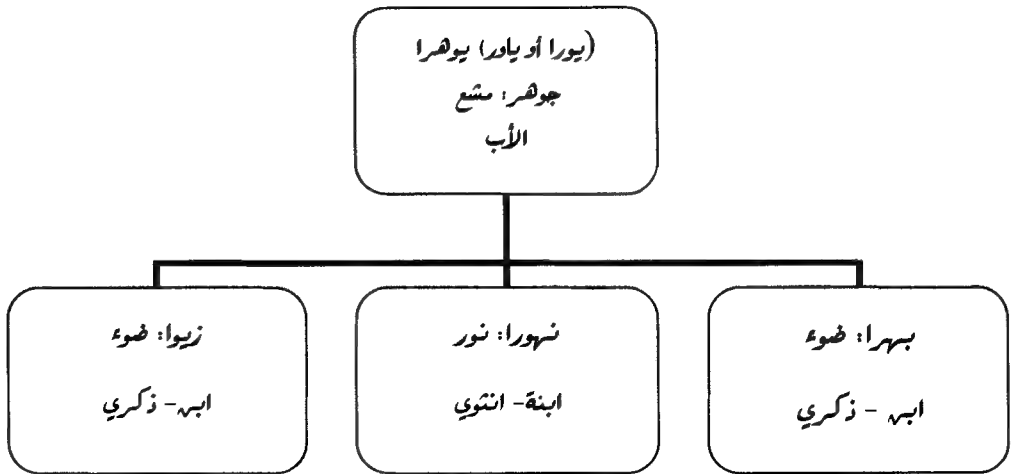 (يورا أو ياور) يوهرا
جوهر: مشع
الأب
بهرا: ضوء
ابن - ذكري
نهورا: نور
ابنة - انثوي
زيوا: ضوء
ابن - ذكري